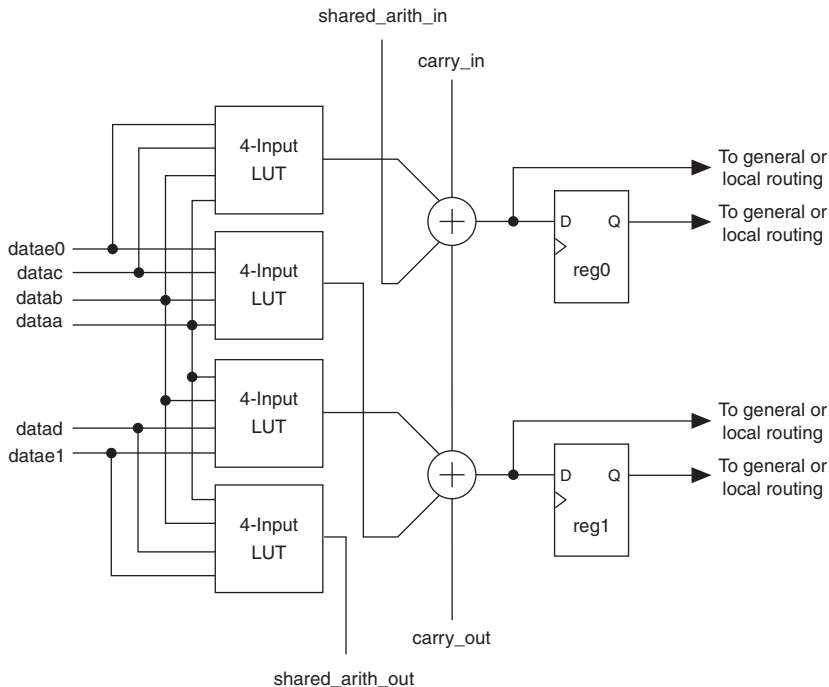 shared_arith_in
carry_in
4-Input
LUT
To general or
local routing
D Q
To general or
local routing
reg0
datae0
datac
datab
dataa
4-Input
LUT
4-Input
LUT
datad
datae1
To general or
local routing
D Q
To general or
local routing
reg1
4-Input
LUT
carry_out
shared_arith_out